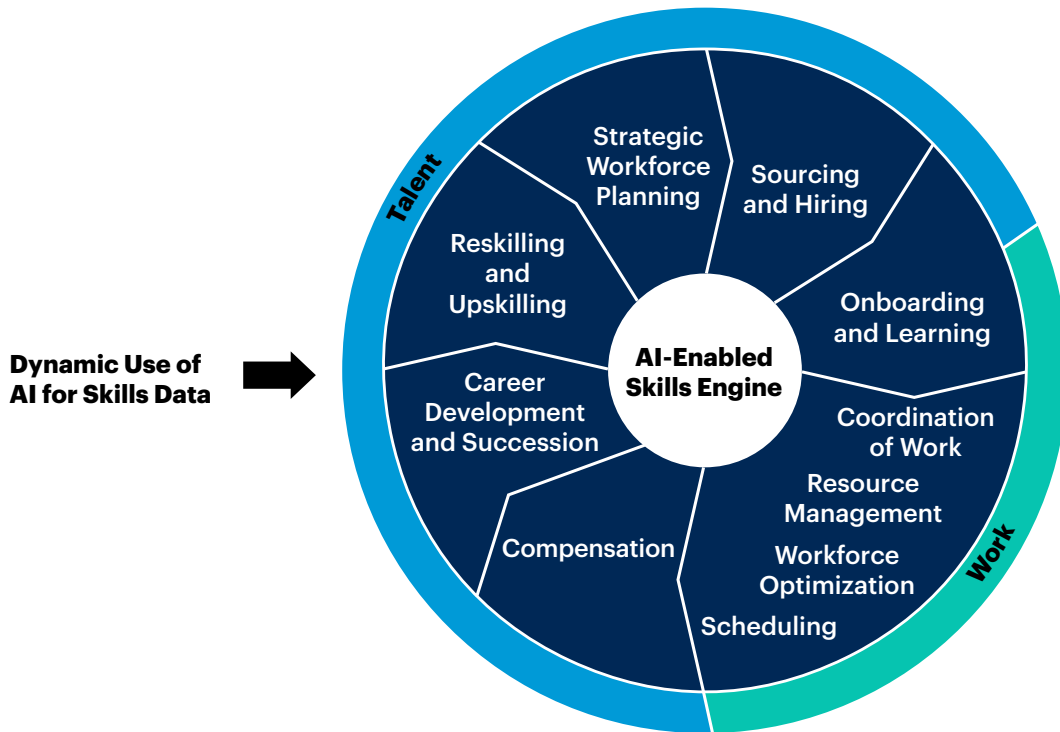 Dynamic Use of
AI for Skills Data
Talent
Strategic
Workforce
Planning
Sourcing
and Hiring
Onboarding
and Learning
Coordination
of Work
Resource
Management
Workforce
Optimization
Scheduling
Work
Compensation
Career
Development
and Succession
Reskilling
and
Upskilling
AI-Enabled
Skills Engine